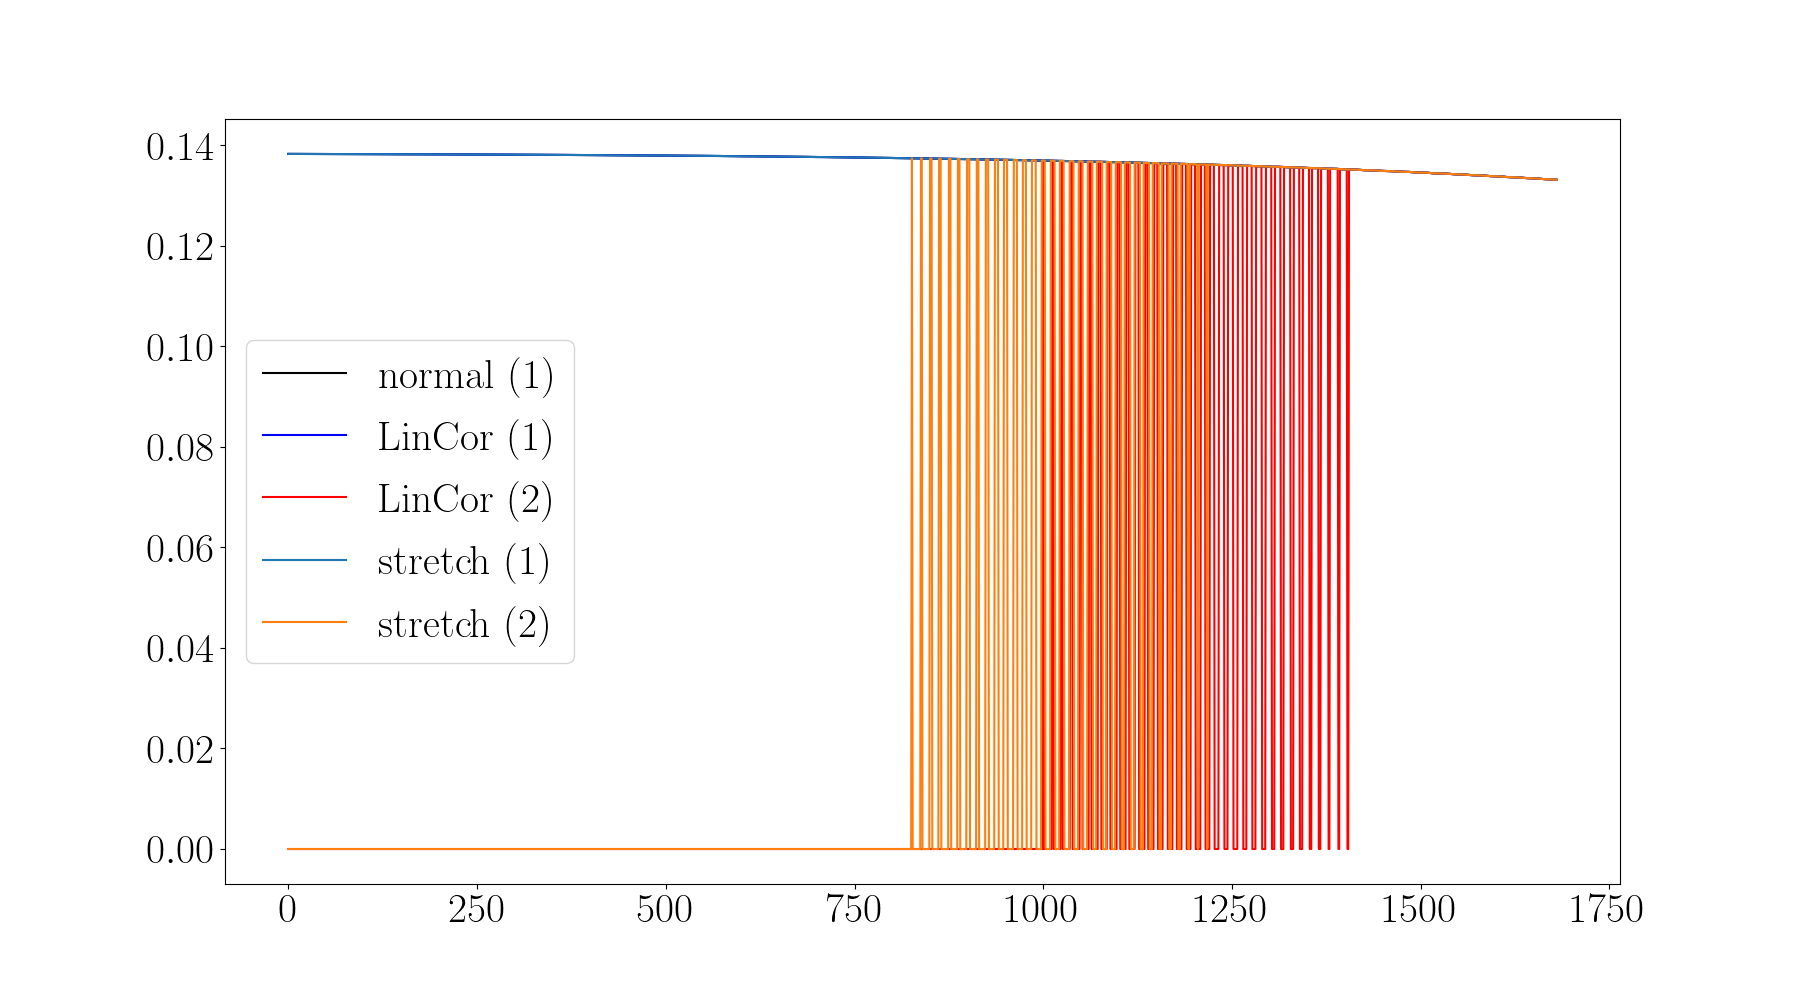 0.14
0.12
0.10
0.08
0.06
0.04
0.02
0.00
normal (1)
LinCor (1)
LinCor (2)
stretch (1)
stretch (2)
0 250 500 750 1000 1250 1500 1750